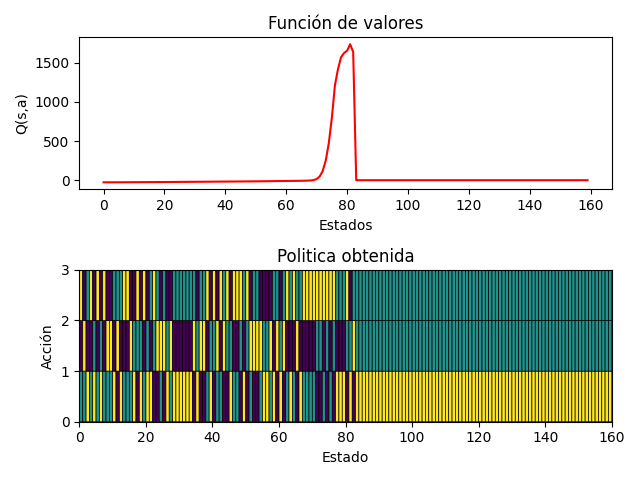 Función de valores
Q(s,a)
1500
1000
500
0
0 20 40 60 80 100 120 140 160
Estados
Politica obtenida
Acción
3
2
1
0
0 20 40 60 80 100 120 140 160
Estado